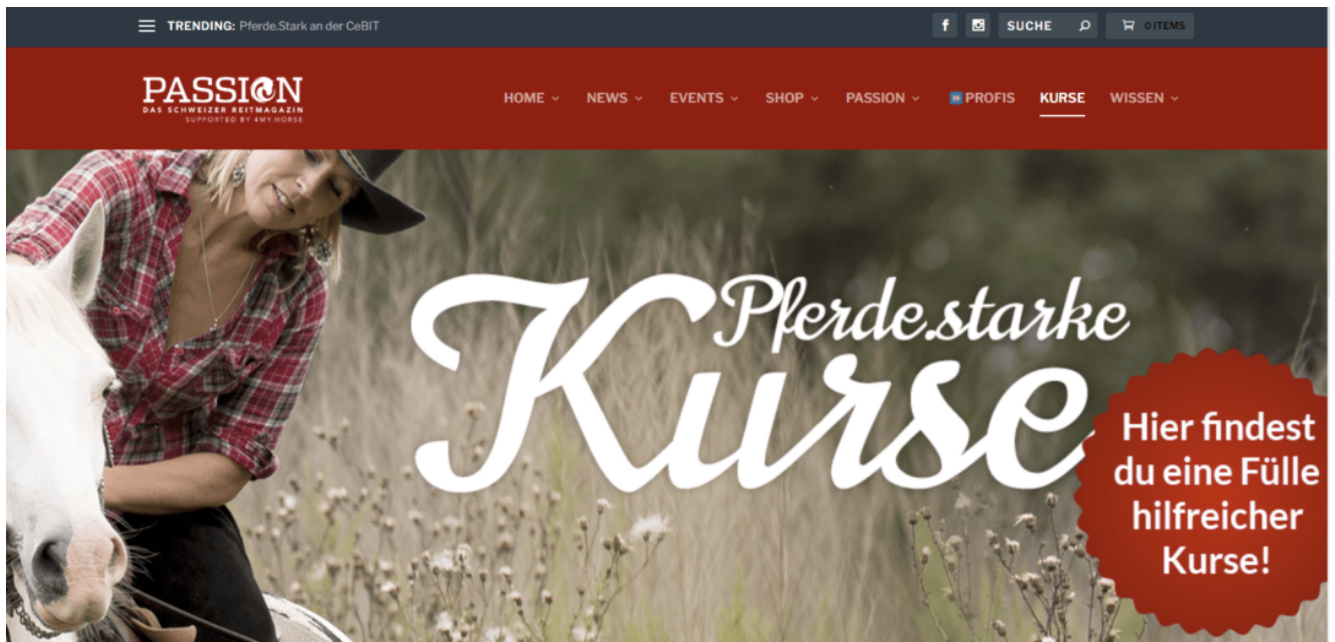 TRENDING: Pferde.Stark an der CeBIT
SUCHE
0 ITEMS
PASSION
DAS SCHWEIZER REITMAGAZIN
SUPPORTED BY 4MY.HORSE
HOME
NEWS
EVENTS
SHOP
PASSION
PROFIS
KURSE
WISSEN
Pferde.starke
Kurse
Hier findest
du eine Fülle
hilfreicher
Kurse!